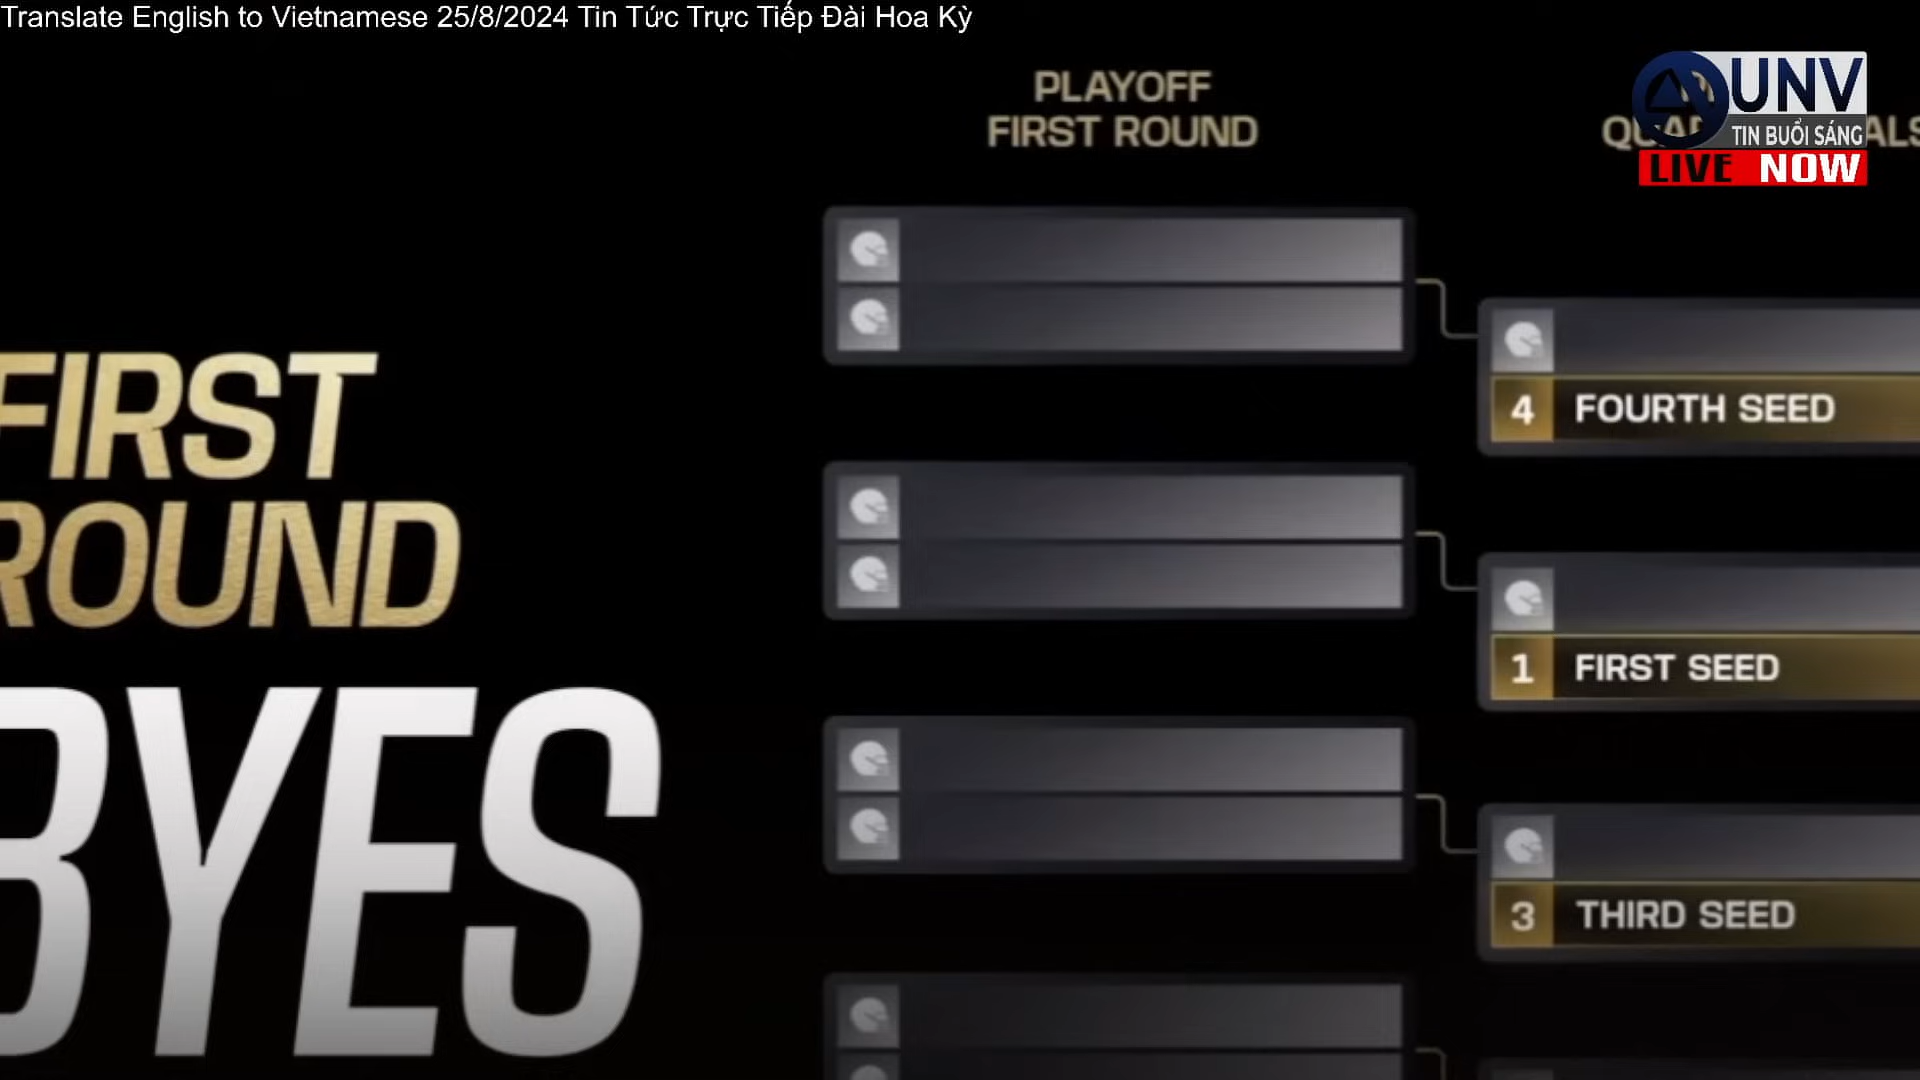 Translate English to Vietnamese 25/8/2024 Tin Tức Trực Tiếp Đài Hoa Kỳ
PLAYOFF
FIRST ROUND
UNV
TIN BUỔI SÁNG
LIVE NOW
FIRST
ROUND
BYES
4 FOURTH SEED
1 FIRST SEED
3 THIRD SEED